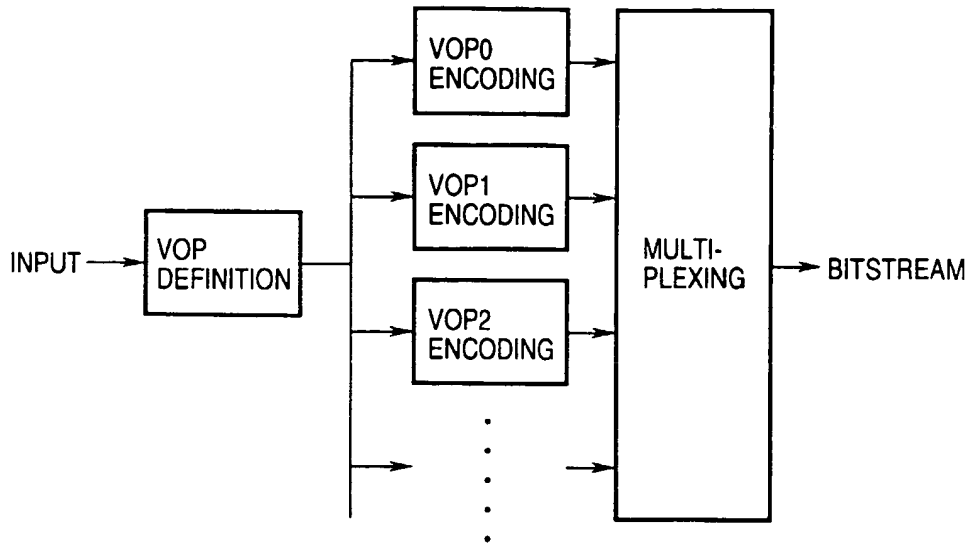 INPUT
VOP
DEFINITION
VOP0
ENCODING
VOP1
ENCODING
VOP2
ENCODING
MULTI-
PLEXING
BITSTREAM